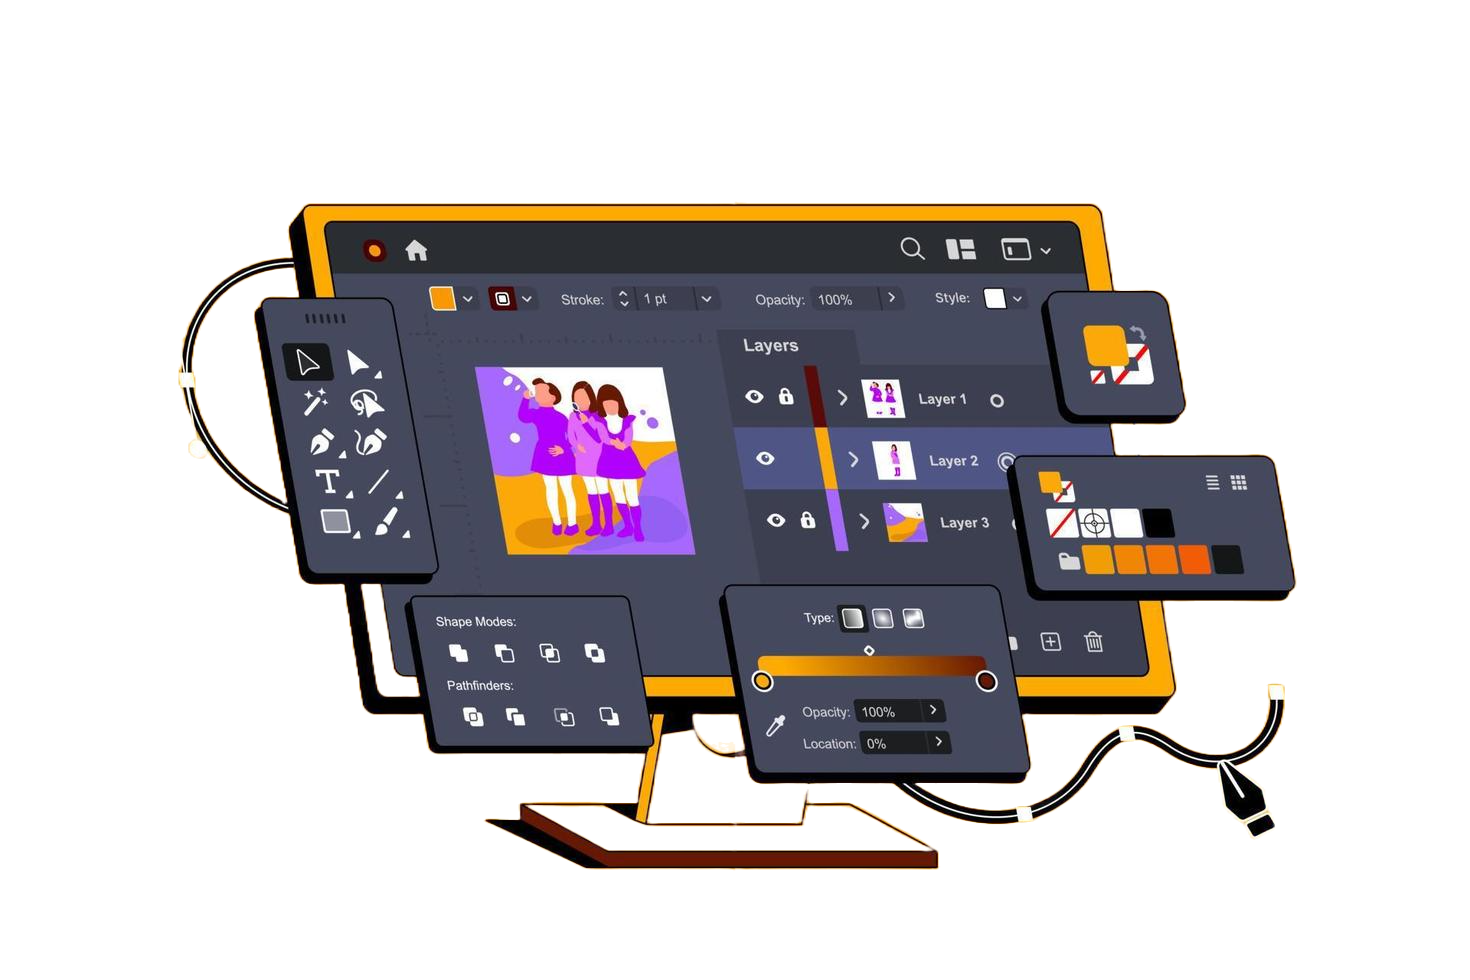 Stroke: 1 pt Opacity: 100% Style:
Layers
Layer 1
Layer 2
Layer 3
T
Shape Modes:
Pathfinders:
Type:
Opacity: 100%
Location: 0%